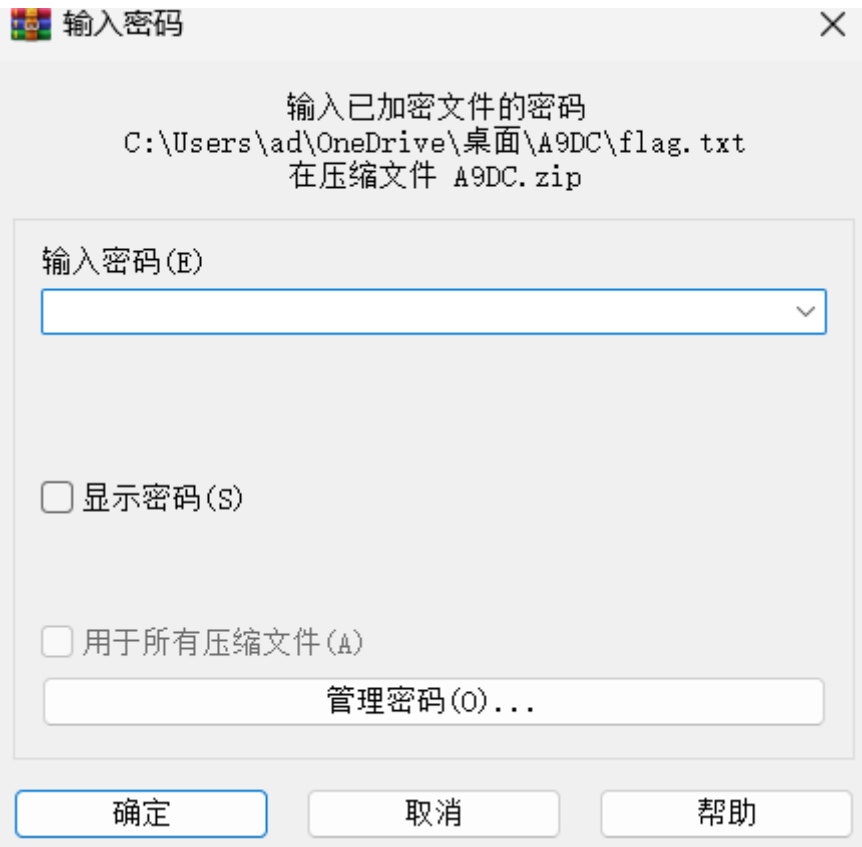 输入密码
输入已加密文件的密码
C:\Users\ad\OneDrive\桌面\A9DC\flag.txt
在压缩文件 A9DC.zip
输入密码(E)
显示密码(S)
用于所有压缩文件(A)
管理密码(O)...
确定
取消
帮助